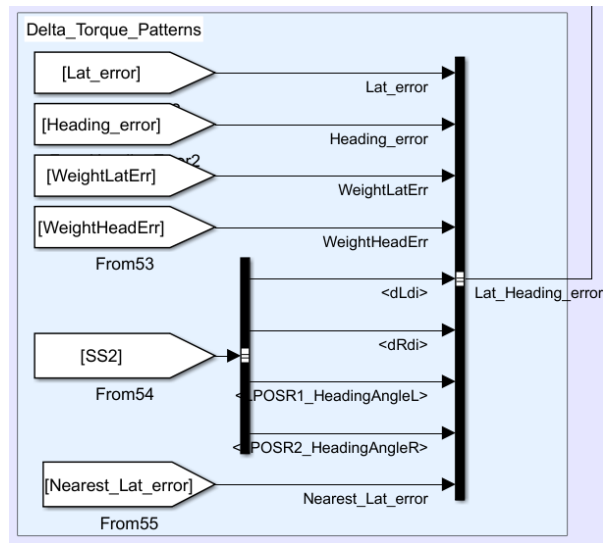 Delta_Torque_Patterns
[Lat_error]
Lat_error
[Heading_error]
Heading_error
[WeightLatErr]
WeightLatErr
[WeightHeadErr]
WeightHeadErr
From53
<dLdi>
Lat_Heading_error
<dRdi>
[SS2]
From54
POSR1_HeadingAngleL>
POSR2_HeadingAngleR>
[Nearest_Lat_error]
Nearest_Lat_error
From55